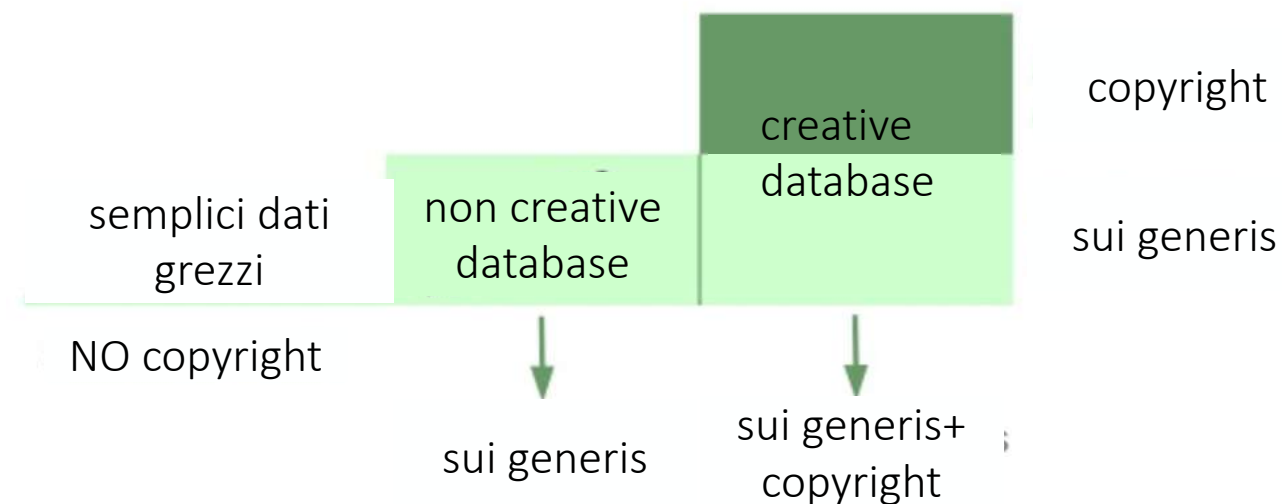 copyright
creative
database
semplici dati
grezzi
non creative
database
sui generis
NO copyright
sui generis
sui generis+
copyright